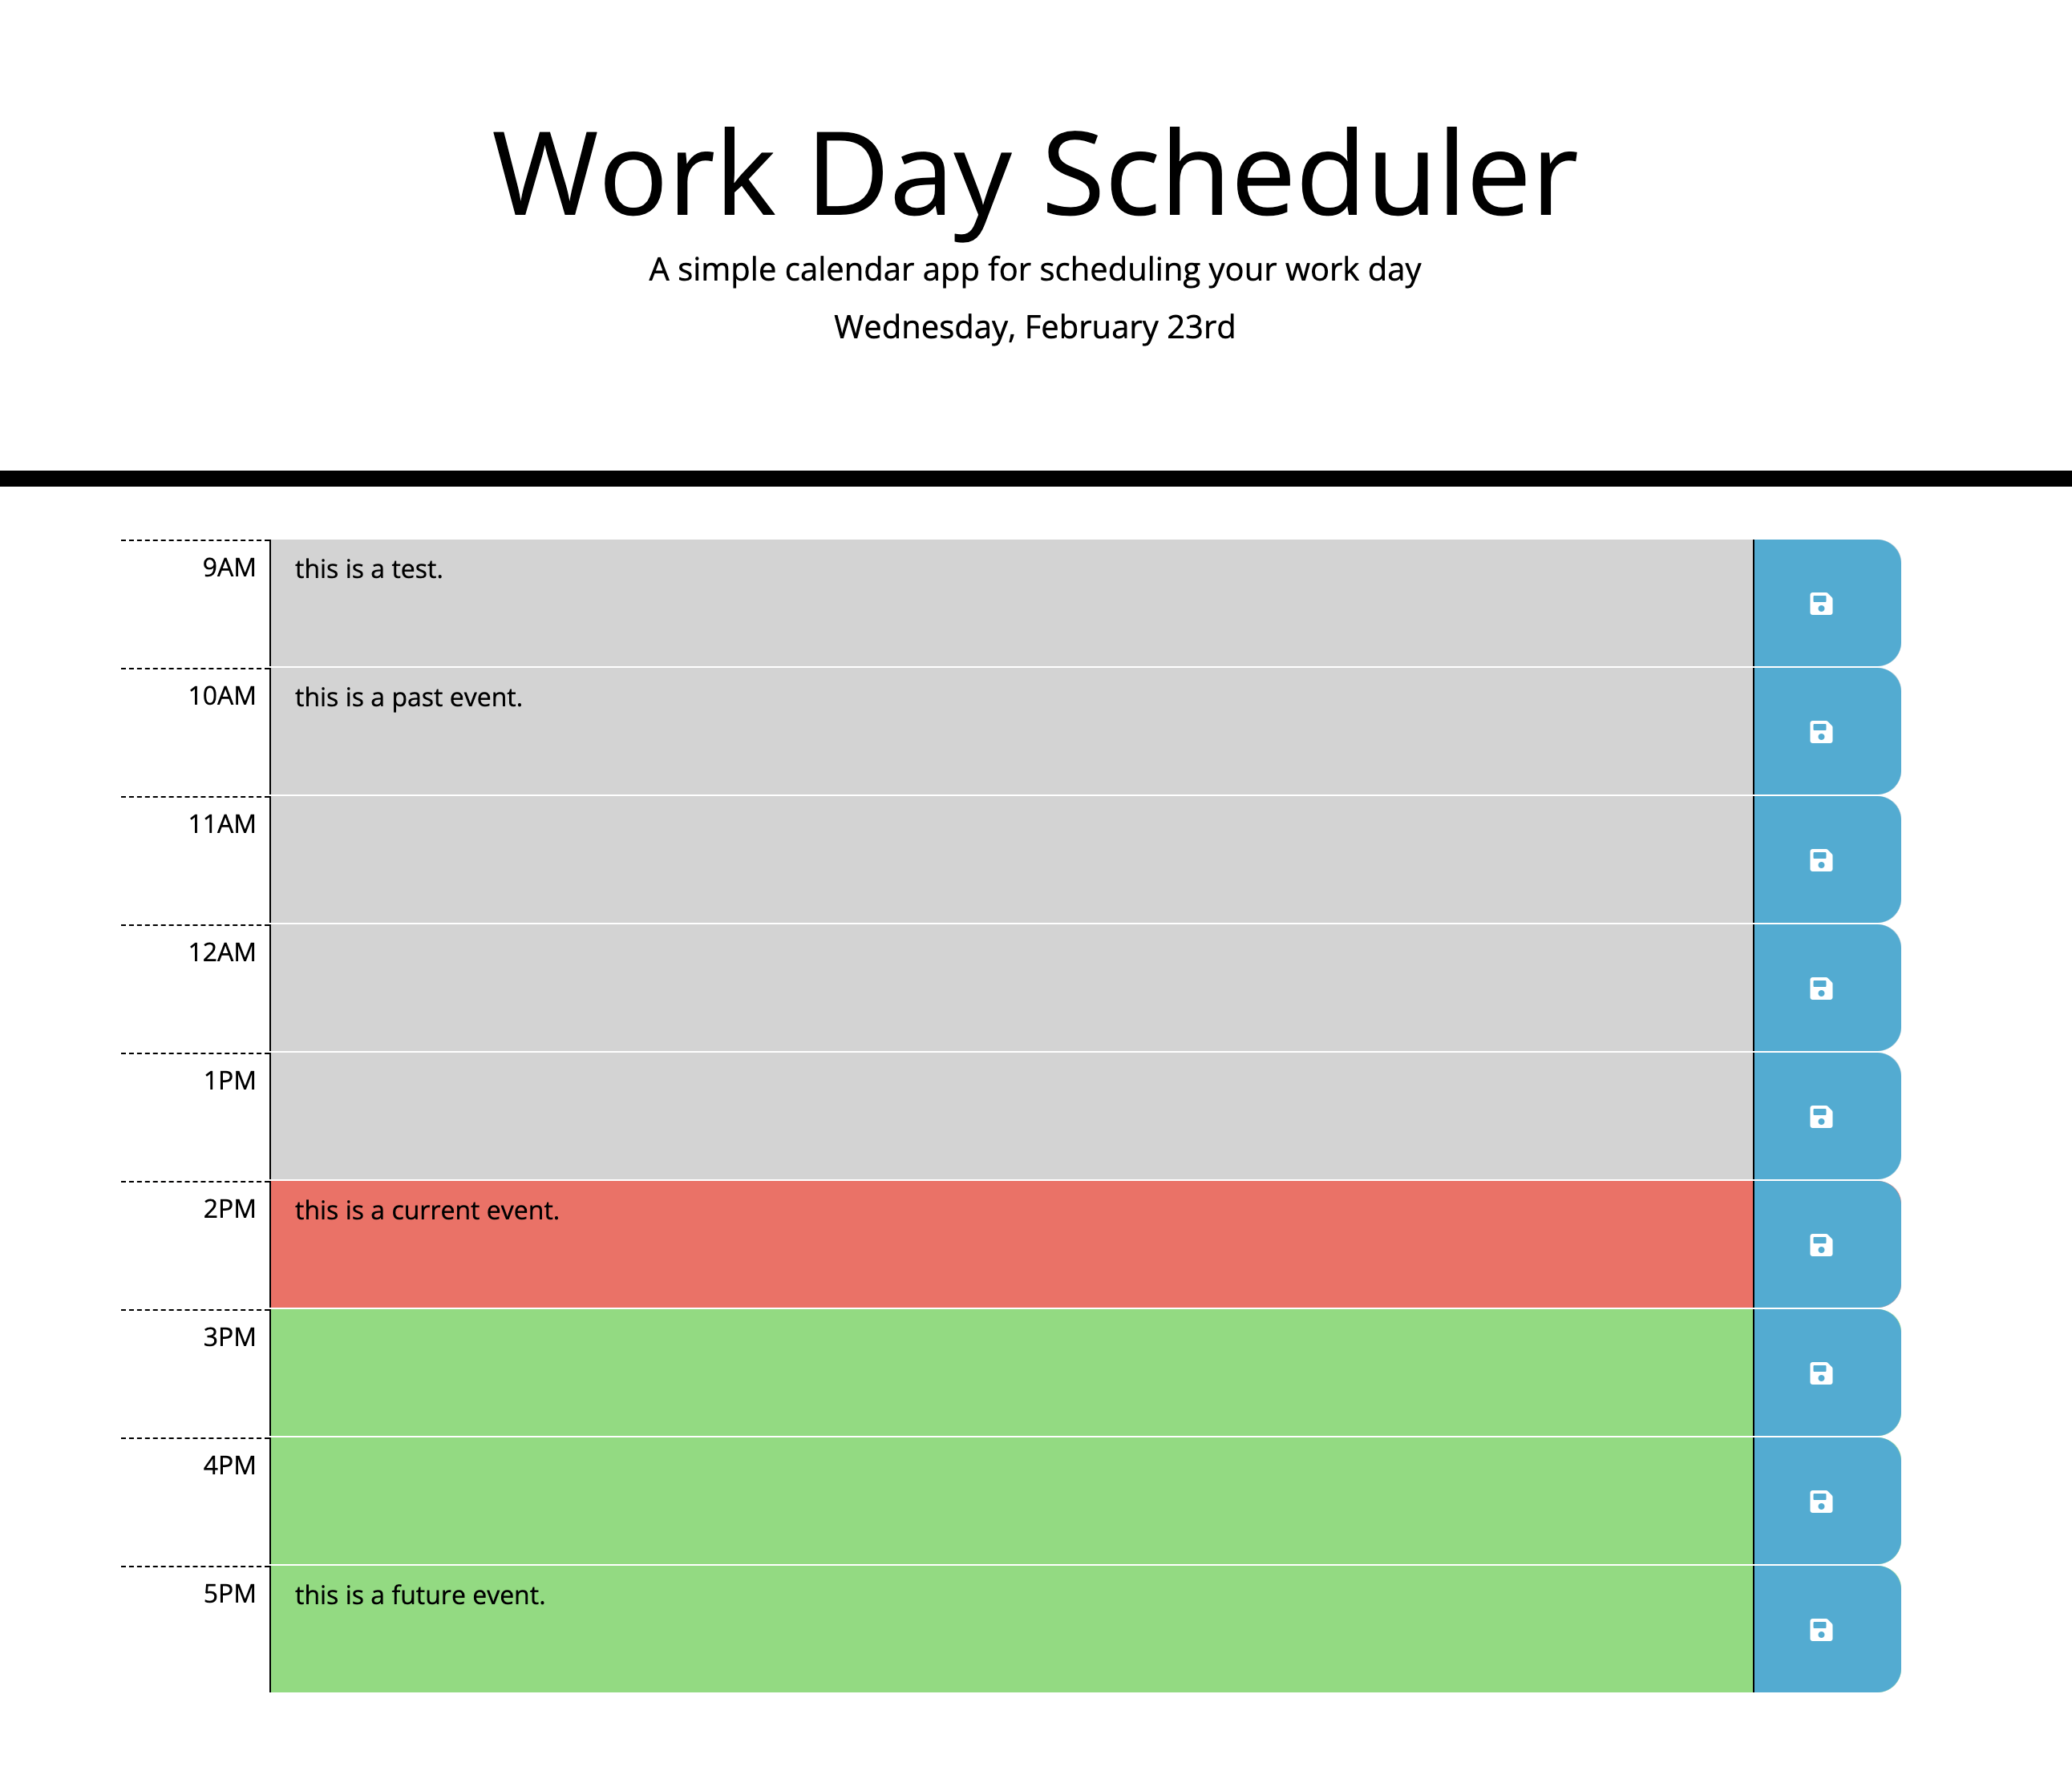 Work Day Scheduler
A simple calendar app for scheduling your work day
Wednesday, February 23rd
9AM this is a test.
10AM this is a past event.
11AM
12AM
1PM
2PM this is a current event.
3PM
4PM
5PM this is a future event.